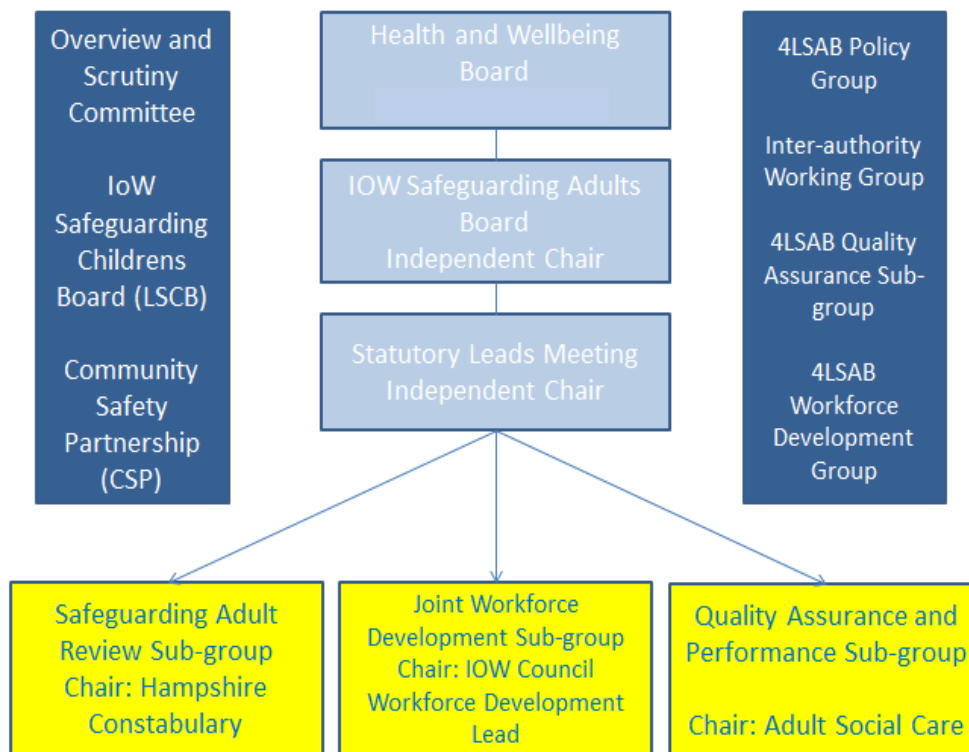 Overview and
Scrutiny
Committee
IoW
Safeguarding
Childrens
Board (LSCB)
Community
Safety
Partnership
(CSP)
Health and Wellbeing
Board
IOW Safeguarding Adults
Board
Independent Chair
Statutory Leads Meeting
Independent Chair
4LSAB Policy
Group
Inter-authority
Working Group
4LSAB Quality
Assurance Sub-
group
4LSAB
Workforce
Development
Group
Safeguarding Adult
Review Sub-group
Chair: Hampshire
Constabulary
Joint Workforce
Development Sub-group
Chair: IOW Council
Workforce Development
Lead
Quality Assurance and
Performance Sub-group
Chair: Adult Social Care